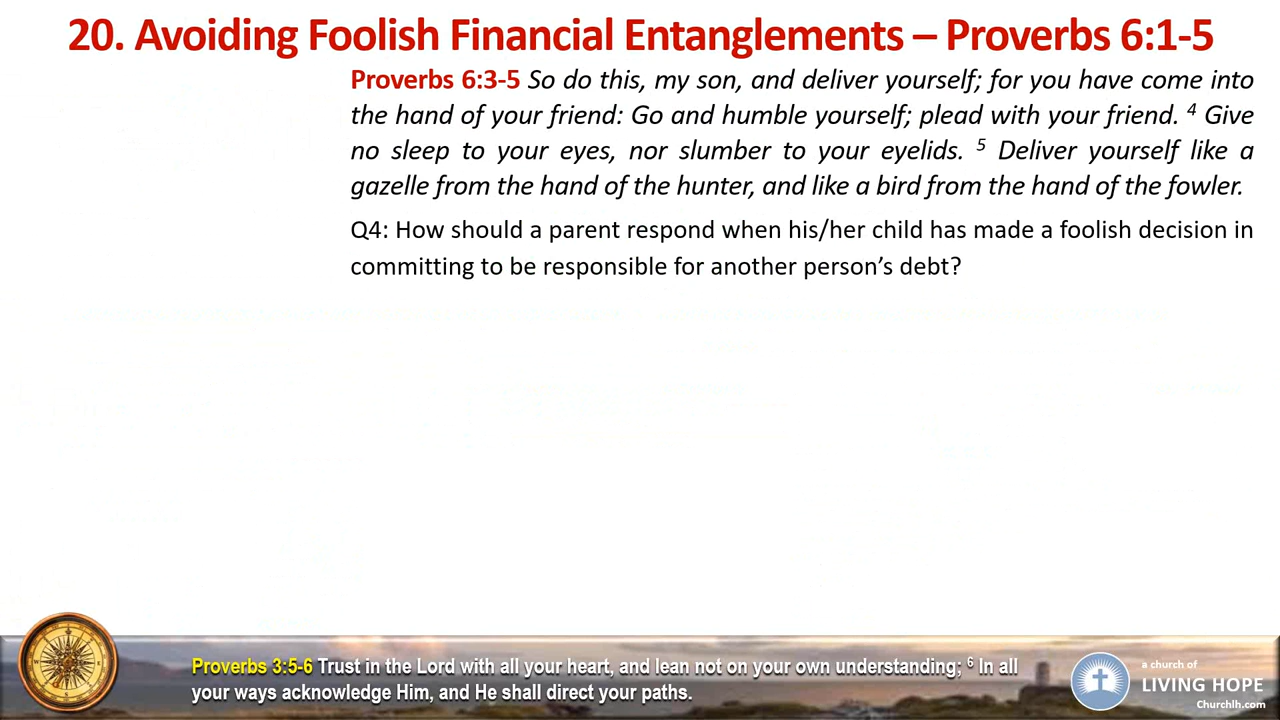 20. Avoiding Foolish Financial Entanglements – Proverbs 6:1-5
Proverbs 6:3-5 So do this, my son, and deliver yourself; for you have come into
the hand of your friend: Go and humble yourself; plead with your friend. ⁴ Give
no sleep to your eyes, nor slumber to your eyelids. ⁵ Deliver yourself like a
gazelle from the hand of the hunter, and like a bird from the hand of the fowler.
Q4: How should a parent respond when his/her child has made a foolish decision in
committing to be responsible for another person’s debt?
Proverbs 3:5-6 Trust in the Lord with all your heart, and lean not on your own understanding; ⁶ In all
your ways acknowledge Him, and He shall direct your paths.
a church of
LIVING HOPE
Churchlh.com